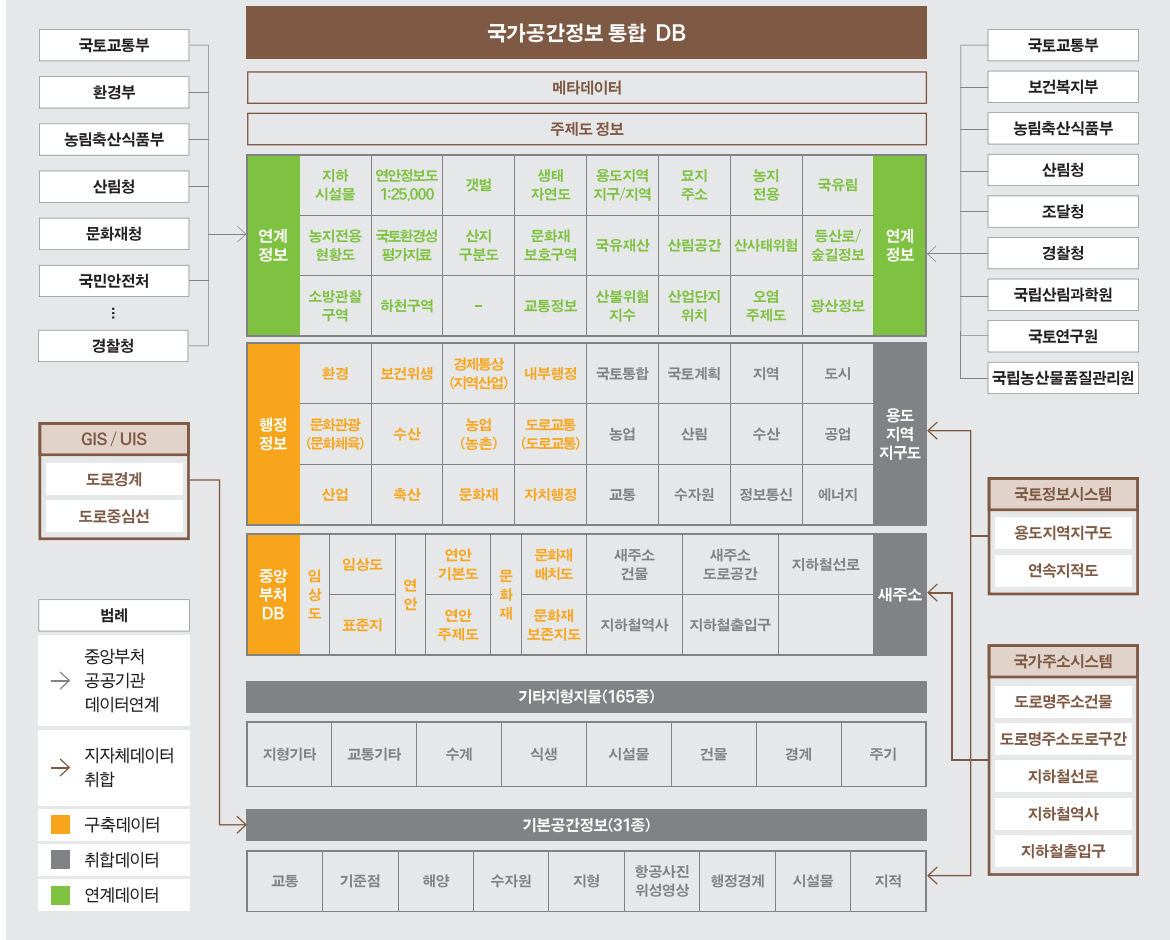 국가공간정보 통합 DB
메타데이터
주제도 정보
국토교통부
환경부
농림축산식품부
산림청
문화재청
국민안전처
⋮
경찰청
연계
정보
지하
시설물
연안정보도
1:25,000
갯벌
생태
자연도
용도지역
지구/지역
묘지
주소
농지
전용
국유림
농지전용
현황도
국토환경성
평가지료
산지
구분도
문화재
보호구역
국유재산
산림공간
산사태위험
등산로/
숲길정보
소방관찰
구역
하천구역
–
교통정보
산불위험
지수
산업단지
위치
오염
주제도
광산정보
연계
정보
국토교통부
보건복지부
농림축산식품부
산림청
조달청
경찰청
국립산림과학원
국토연구원
국립농산물품질관리원
행정
정보
환경
보건위생
경제통상
(지역산업)
내부행정
국토통합
국토계획
지역
도시
문화관광
(문화체육)
수산
농업
(농촌)
도로교통
(도로교통)
농업
산림
수산
공업
산업
축산
문화재
자치행정
교통
수자원
정보통신
에너지
용도
지역
지구도
GIS / UIS
도로경계
도로중심선
국토정보시스템
용도지역지구도
연속지적도
중앙
부처
DB
임
상
도
임상도
표준지
연
안
연안
기본도
연안
주제도
문
화
재
문화재
배치도
문화재
보존지도
새주소
건물
새주소
도로공간
지하철선로
지하철역사
지하철출입구
새주소
국가주소시스템
도로명주소건물
도로명주소도로구간
지하철선로
지하철역사
지하철출입구
범례
중앙부처
공공기관
데이터연계
지자체데이터
취합
구축데이터
취합데이터
연계데이터
기타지형지물(165종)
지형기타
교통기타
수계
식생
시설물
건물
경계
주기
기본공간정보(31종)
교통
기준점
해양
수자원
지형
항공사진
위성영상
행정경계
시설물
지적